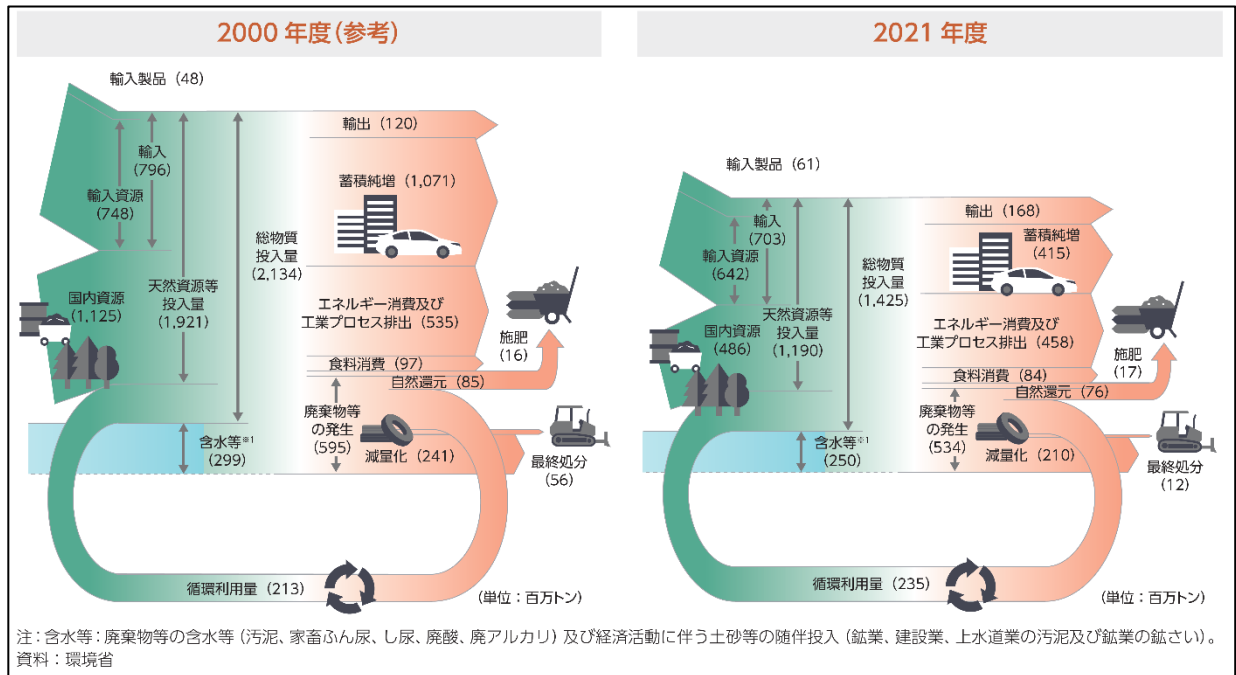 2000 年度(参考)
輸入製品(48)
輸入
(796)
輸入資源
(748)
国内資源
(1,125)
天然資源等
投入量
(1,921)
総物質
投入量
(2,134)
輸出(120)
蓄積純増(1,071)
エネルギー消費及び
工業プロセス排出(535)
食料消費(97)
自然還元(85)
施肥
(16)
廃棄物等
の発生
(595)
減量化(241)
最終処分
(56)
含水等※1
(299)
循環利用量(213)
(単位:百万トン)
2021 年度
輸入製品(61)
輸入
(703)
輸入資源
(642)
国内資源
(486)
天然資源等
投入量
(1,190)
総物質
投入量
(1,425)
輸出(168)
蓄積純増
(415)
エネルギー消費及び
工業プロセス排出(458)
食料消費(84)
自然還元(76)
施肥
(17)
廃棄物等
の発生
(534)
減量化(210)
最終処分
(12)
含水等※1
(250)
循環利用量(235)
(単位:百万トン)
注:含水等:廃棄物等の含水等(汚泥、家畜ふん尿、し尿、廃酸、廃アルカリ)及び経済活動に伴う土砂等の随伴投入(鉱業、建設業、上水道業の汚泥及び鉱業の鉱さい)。
資料:環境省